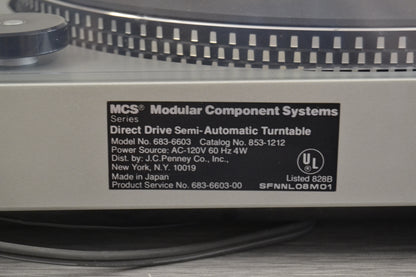 MCS® Modular Component Systems
Series
Direct Drive Semi-Automatic Turntable
Model No. 683-6603 Catalog No. 853-1212
Power Source: AC-120V 60 Hz 4W
Dist. by: J.C.Penney Co., Inc.,
New York, N.Y. 10019
Made in Japan
Product Service No. 683-6603-00
UL
Listed 828B
SFNNL08M01